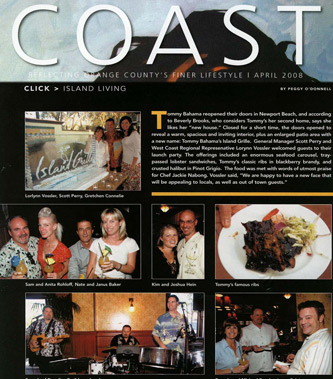 COAST
REFLECTING ORANGE COUNTY'S FINER LIFESTYLE | APRIL 2008
CLICK > ISLAND LIVING
BY PEGGY O'DONNELL
Tommy Bahama reopened their doors in Newport Beach, and according
to Beverly Brooks, who considers Tommy's her second home, says she
likes her "new house." Closed for a short time, the doors opened to
reveal a warm, spacious and inviting interior, plus an enlarged patio area with
a new name: Tommy Bahama's Island Grille. General Manager Scott Perry and
West Coast Regional Representative Lorynn Vossler welcomed guests to their
launch party. The offerings included an enormous seafood carousel, tray-
passed lobster sandwiches, Tommy's classic ribs in blackberry brandy, and
crusted halibut in Pinot Grigio. The food was met with words of utmost praise
for Chef Jackie Nabong. Vossler said, "We are happy to have a new face that
will be appealing to locals, as well as out of town guests."
Lorlynn Vossler, Scott Perry, Gretchen Connelie
Sam and Anita Rohleff, Nate and Janus Baker
Kim and Joshua Hein
Tommy's famous ribs